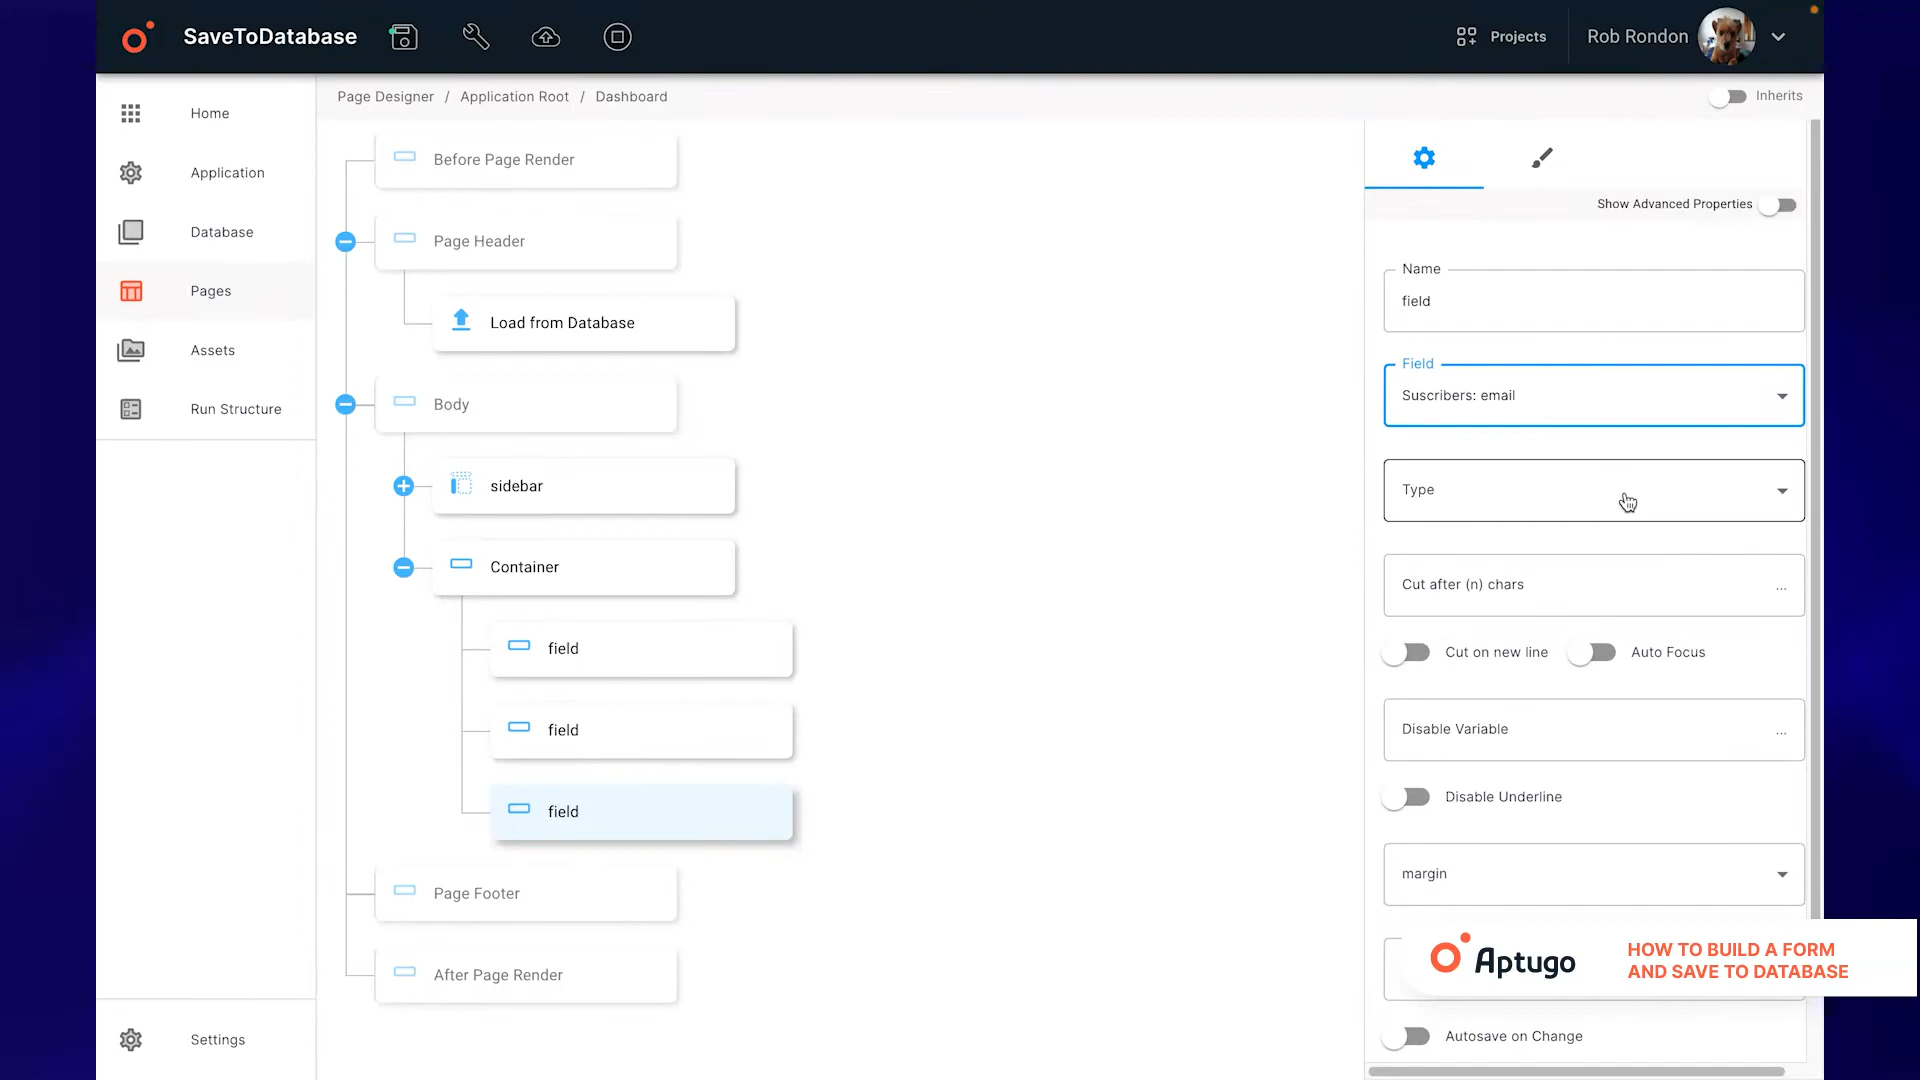 SaveToDatabase
Projects
Rob Rondon
Home
Application
Database
Pages
Assets
Run Structure
Settings
Page Designer / Application Root / Dashboard
Inherits
Before Page Render
Page Header
Load from Database
Body
sidebar
Container
field
field
field
Page Footer
After Page Render
Show Advanced Properties
Name
field
Field
Suscribers: email
Type
Cut after (n) chars
...
Cut on new line
Auto Focus
Disable Variable
...
Disable Underline
margin
Aptugo
HOW TO BUILD A FORM
AND SAVE TO DATABASE
Autosave on Change